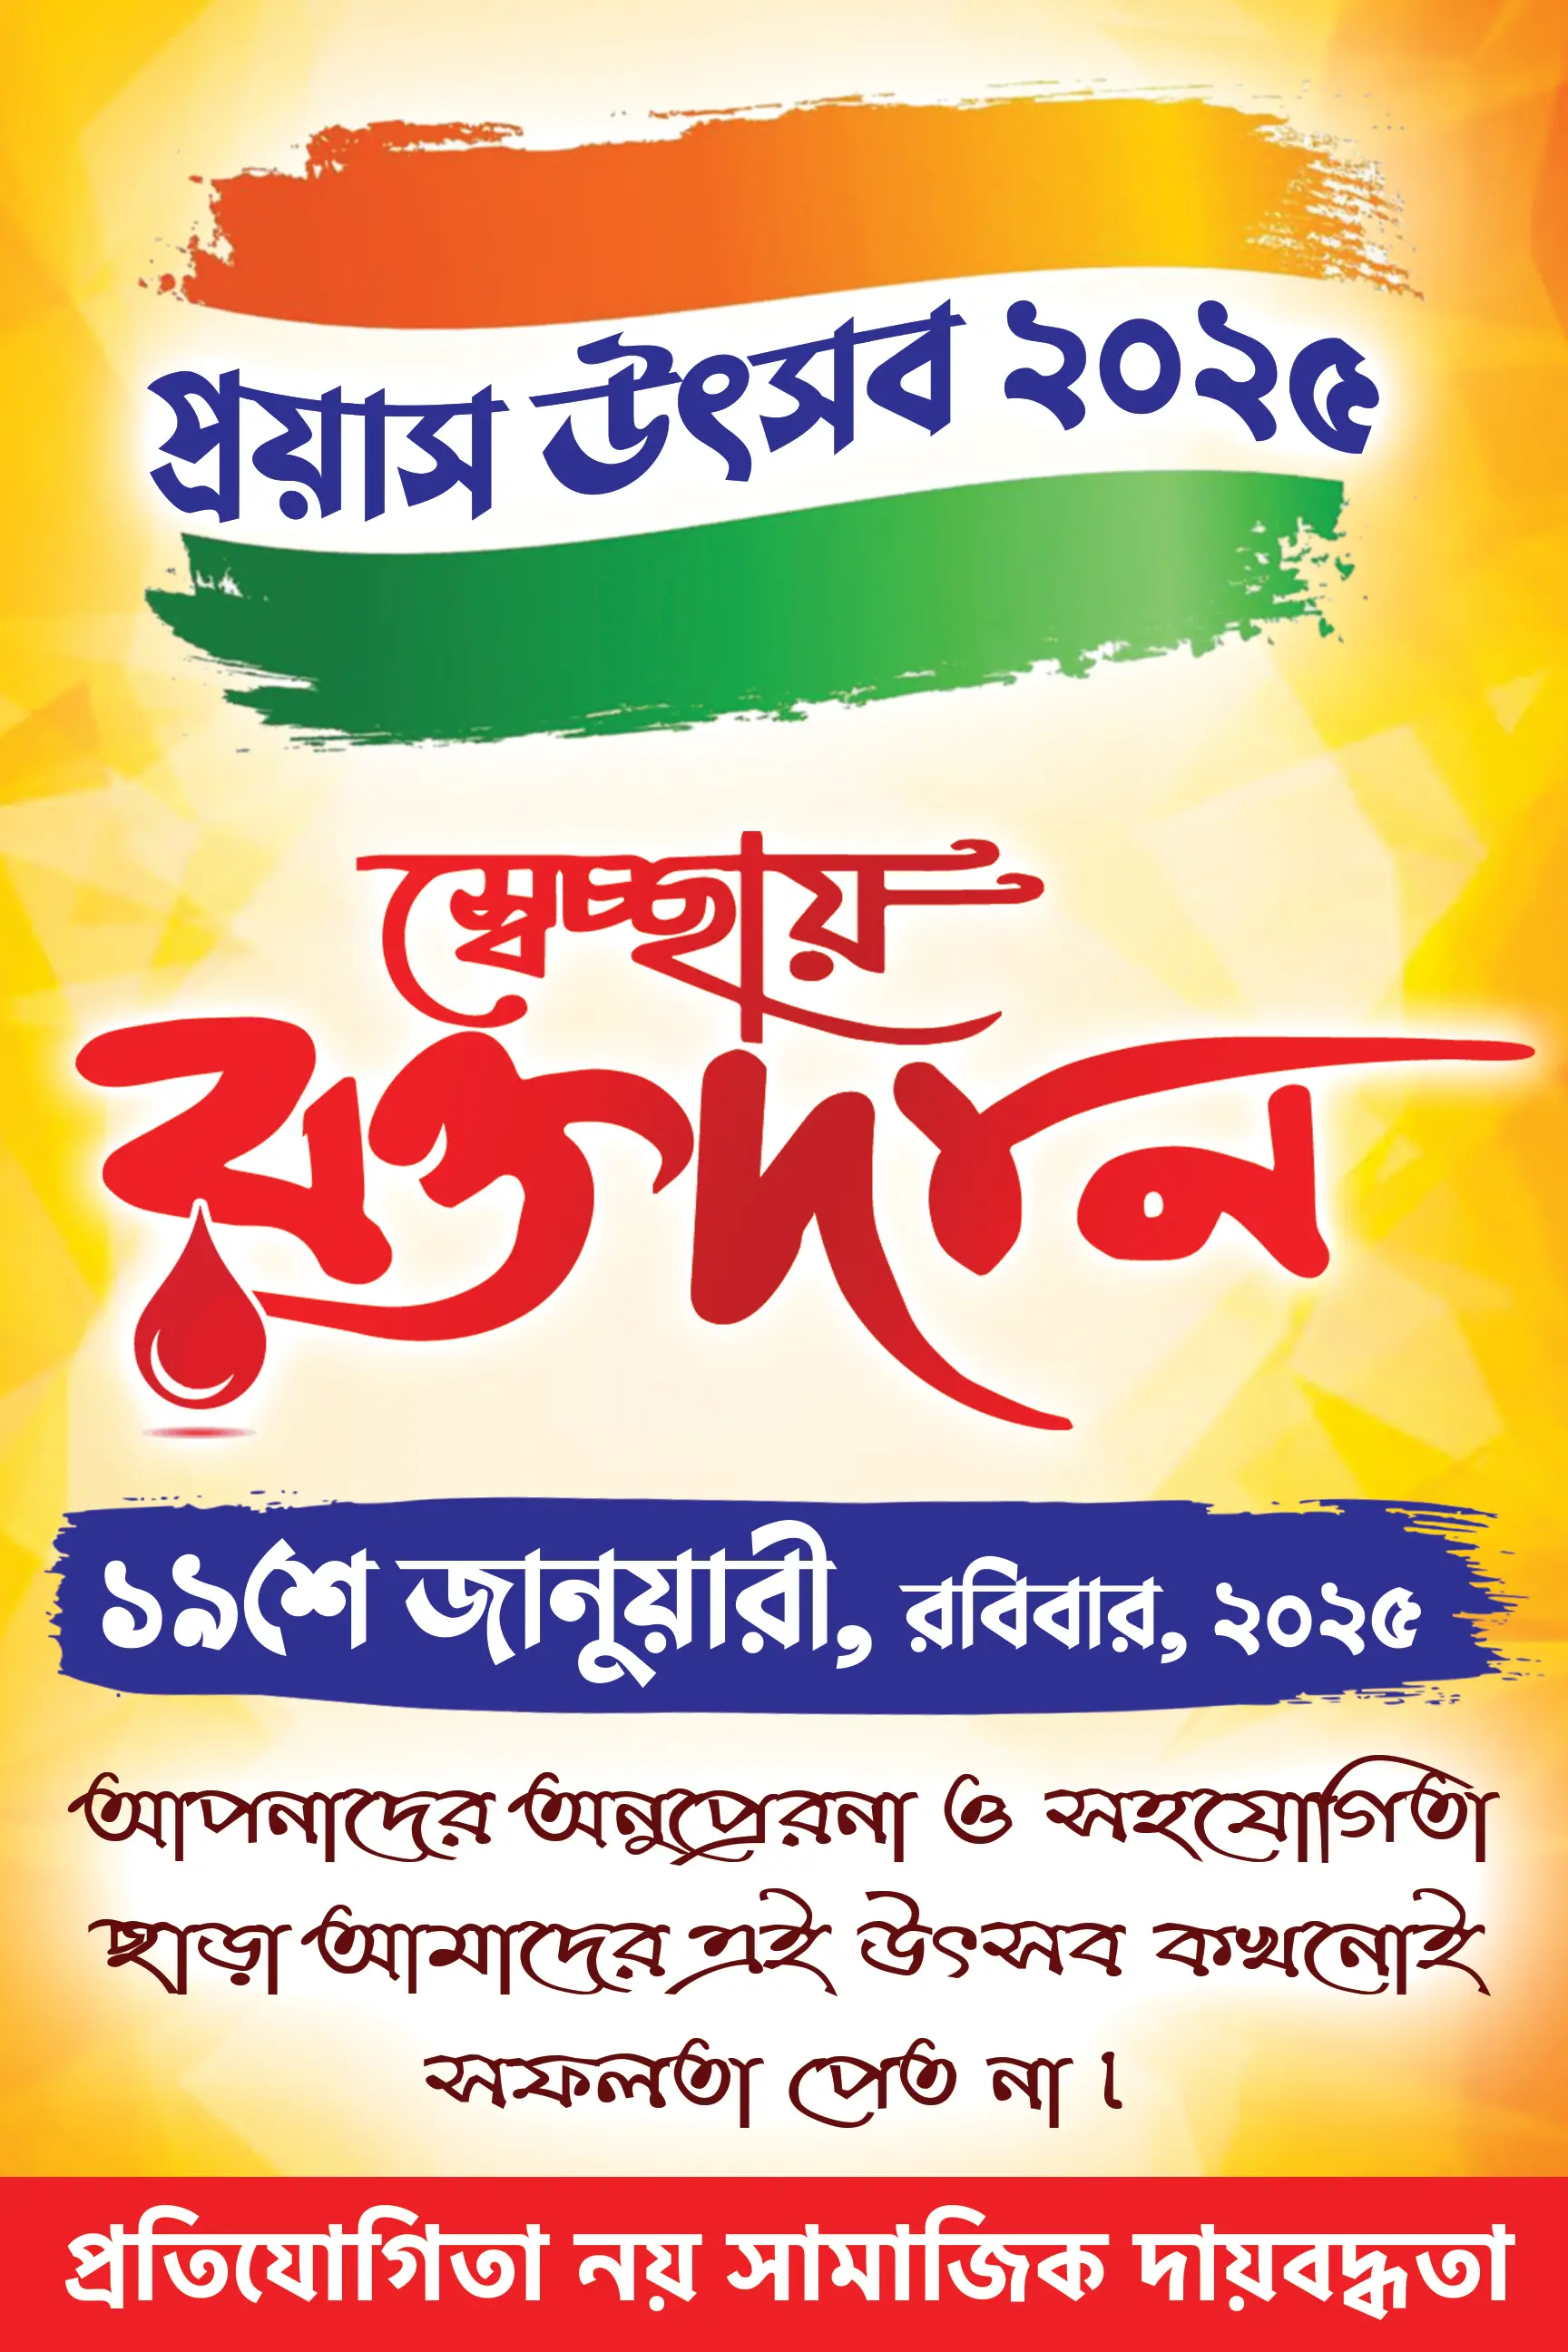 প্রয়াস উৎসব ২০২৫
স্বেচ্ছায়
রক্তদান
১৯শে জানুয়ারী, রবিবার, ২০২৫
আপনাদের অনুপ্রেরনা ও সহযোগিতা
ছাড়া আমাদের এই উৎসব কখনোই
সফলতা পেত না ।
প্রতিযোগিতা নয় সামাজিক দায়বদ্ধতা